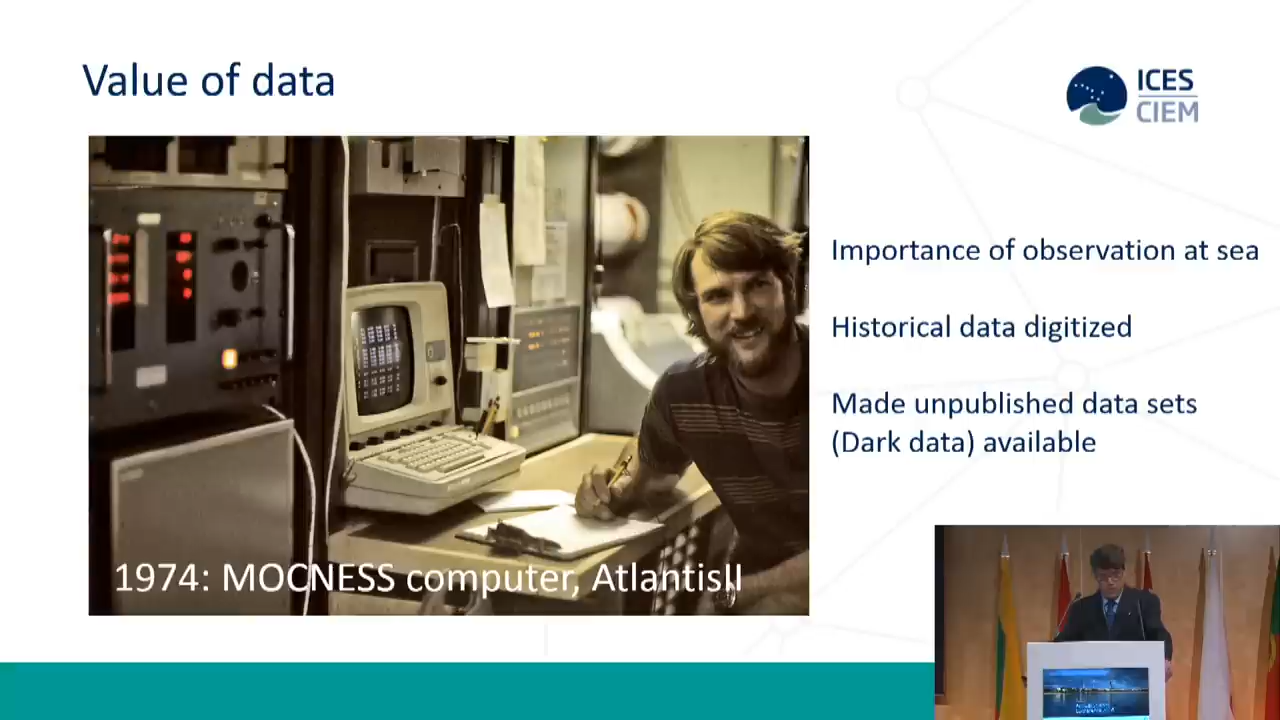 Value of data
ICES
CIEM
Importance of observation at sea
Historical data digitized
Made unpublished data sets
(Dark data) available
1974: MOCNESS computer, AtlantisII